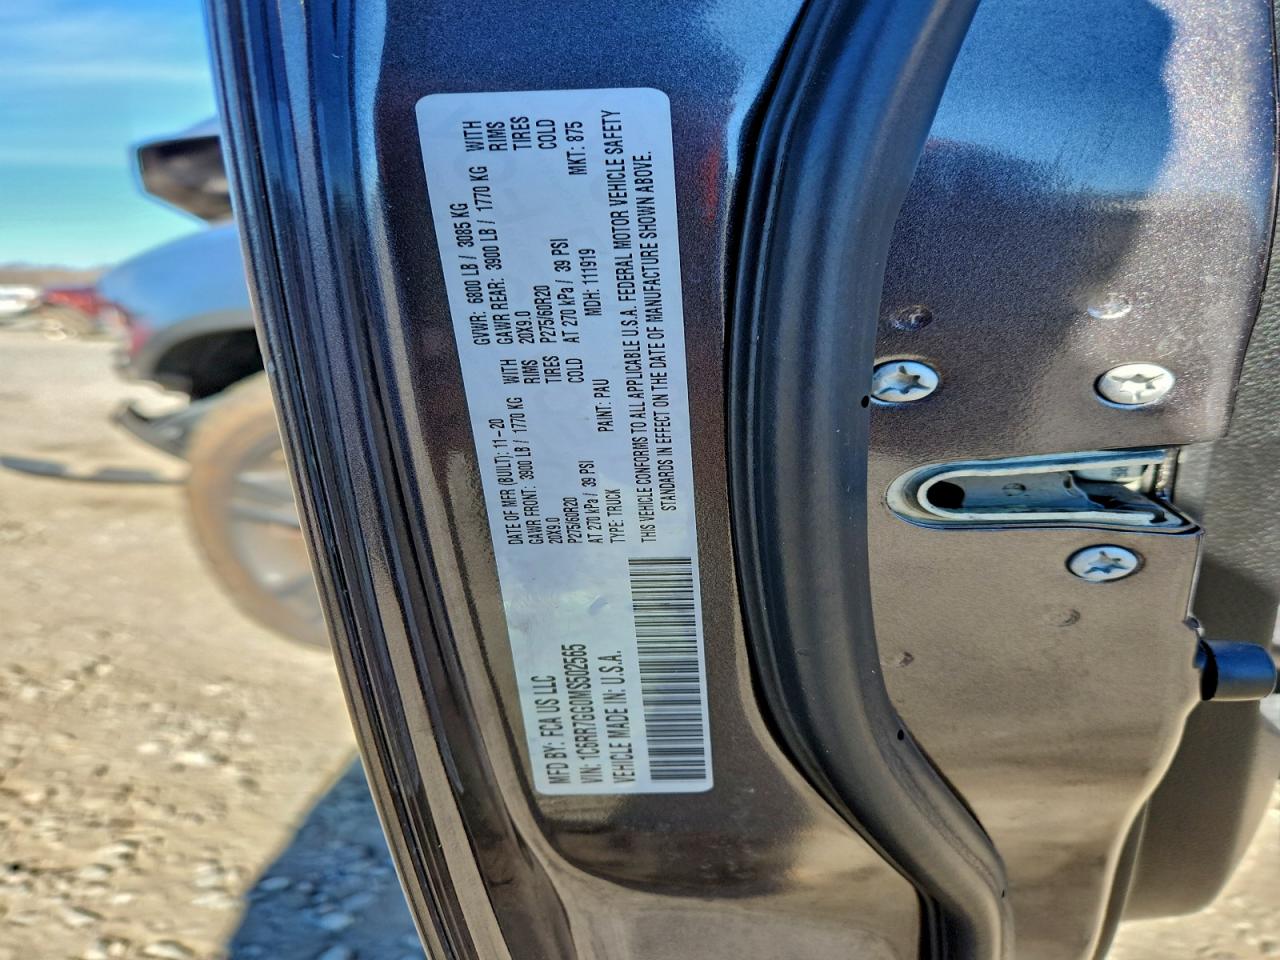 MFD BY: FCA US LLC
DATE OF MFR (BUILT): 11-20
GVWR: 6800 LB / 3085 KG
GAWR FRONT: 3900 LB / 1770 KG WITH
GAWR REAR: 3900 LB / 1770 KG WITH
20X9.0 RIMS
20X9.0 RIMS
P275/60R20 TIRES
P275/60R20 TIRES
AT 270 kPa / 39 PSI COLD
AT 270 kPa / 39 PSI COLD
VIN: 1C6RR7GG0MS502565
TYPE: TRUCK
PAINT: PAU
MDH: 111919
MKT: 875
VEHICLE MADE IN: U.S.A.
THIS VEHICLE CONFORMS TO ALL APPLICABLE U.S.A. FEDERAL MOTOR VEHICLE SAFETY
STANDARDS IN EFFECT ON THE DATE OF MANUFACTURE SHOWN ABOVE.